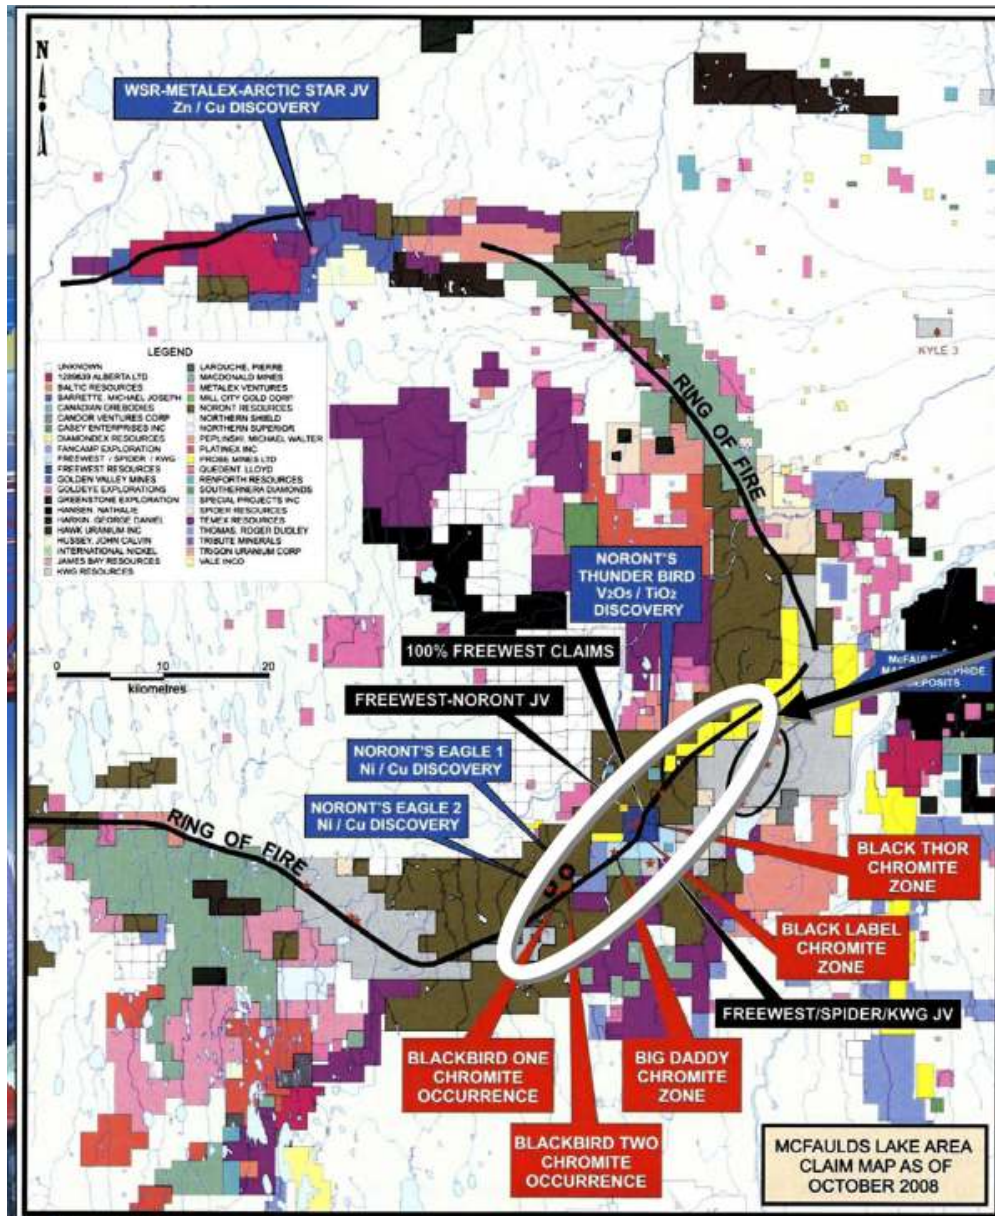 N
WSR-METALEX-ARCTIC STAR JV
Zn / Cu DISCOVERY
KYLE 3
LEGEND
UNKNOWN
1289639 ALBERTA LTD
BALTIC RESOURCES
BARRETTE, MICHAEL JOSEPH
CANADIAN OREBODIES
CANDOR VENTURES CORP
CASEY ENTERPRISES INC
DIAMONDEX RESOURCES
FANCAMP EXPLORATION
FREEWEST / SPIDER / KWG
FREEWEST RESOURCES
GOLDEN VALLEY MINES
GOLDEYE EXPLORATIONS
GREENSTONE EXPLORATION
HANSEN, NATHALIE
HARKIN, GEORGE DANIEL
HAWK URANIUM INC
HUSSEY, JOHN CALVIN
INTERNATIONAL NICKEL
JAMES BAY RESOURCES
KWG RESOURCES
LAROUCHE, PIERRE
MACDONALD MINES
METALEX VENTURES
MILL CITY GOLD CORP
NORONT RESOURCES
NORTHERN SHIELD
NORTHERN SUPERIOR
PEPLINSKI, MICHAEL WALTER
PLATINEX INC
PROBE MINES LTD
QUEDENT LLOYD
RENFORTH RESOURCES
SOUTHERNERA DIAMONDS
SPECIAL PROJECTS INC
SPIDER RESOURCES
TEMEX RESOURCES
THOMAS, ROGER DUDLEY
TRIBUTE MINERALS
TRIGON URANIUM CORP
VALE INCO
RING OF FIRE
NORONT'S
THUNDER BIRD
V2O5 / TiO2
DISCOVERY
100% FREEWEST CLAIMS
0 10 20
kilometres
FREEWEST-NORONT JV
NORONT'S EAGLE 1
Ni / Cu DISCOVERY
NORONT'S EAGLE 2
Ni / Cu DISCOVERY
RING OF FIRE
BLACK THOR
CHROMITE
ZONE
BLACK LABEL
CHROMITE
ZONE
FREEWEST/SPIDER/KWG JV
BLACKBIRD ONE
CHROMITE
OCCURRENCE
BIG DADDY
CHROMITE
ZONE
BLACKBIRD TWO
CHROMITE
OCCURRENCE
MCFAULDS LAKE AREA
CLAIM MAP AS OF
OCTOBER 2008